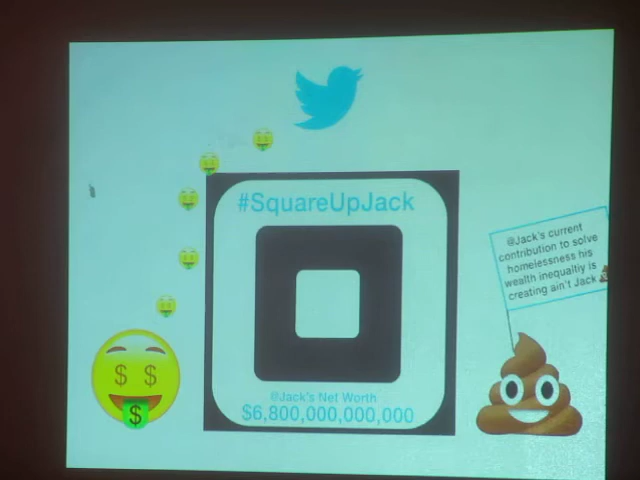 #SquareUpJack
@Jack's current
contribution to solve
homelessness his
wealth inequaltiy is
creating ain't Jack
@Jack's Net Worth
$6,800,000,000,000
$ $
$